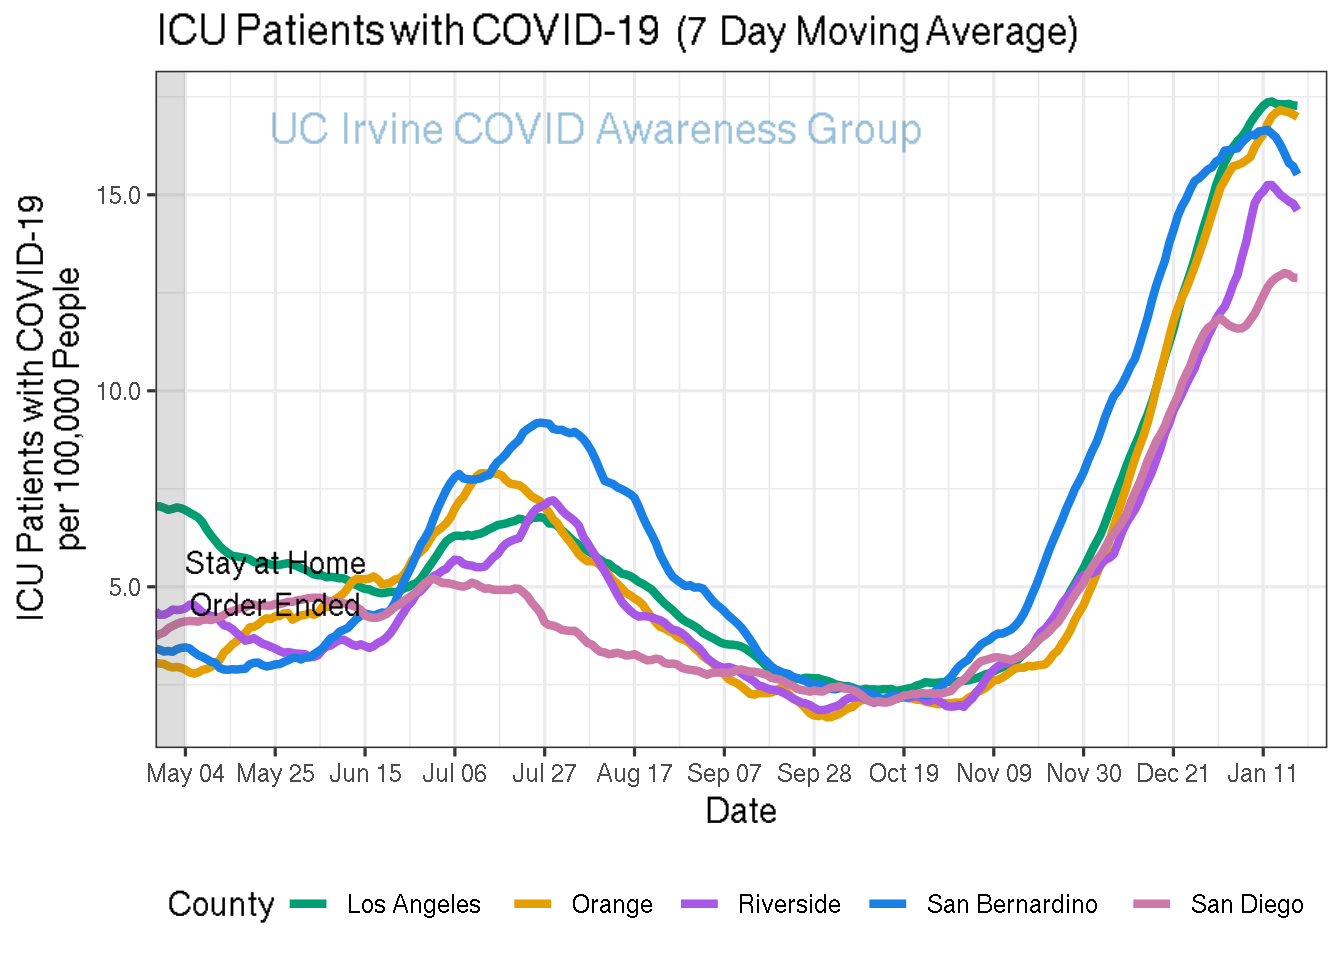 ICU Patients with COVID-19 (7 Day Moving Average)
UC Irvine COVID Awareness Group
ICU Patients with COVID-19
per 100,000 People
15.0
10.0
5.0
Stay at Home
Order Ended
May 04 May 25 Jun 15 Jul 06 Jul 27 Aug 17 Sep 07 Sep 28 Oct 19 Nov 09 Nov 30 Dec 21 Jan 11
Date
County Los Angeles Orange Riverside San Bernardino San Diego